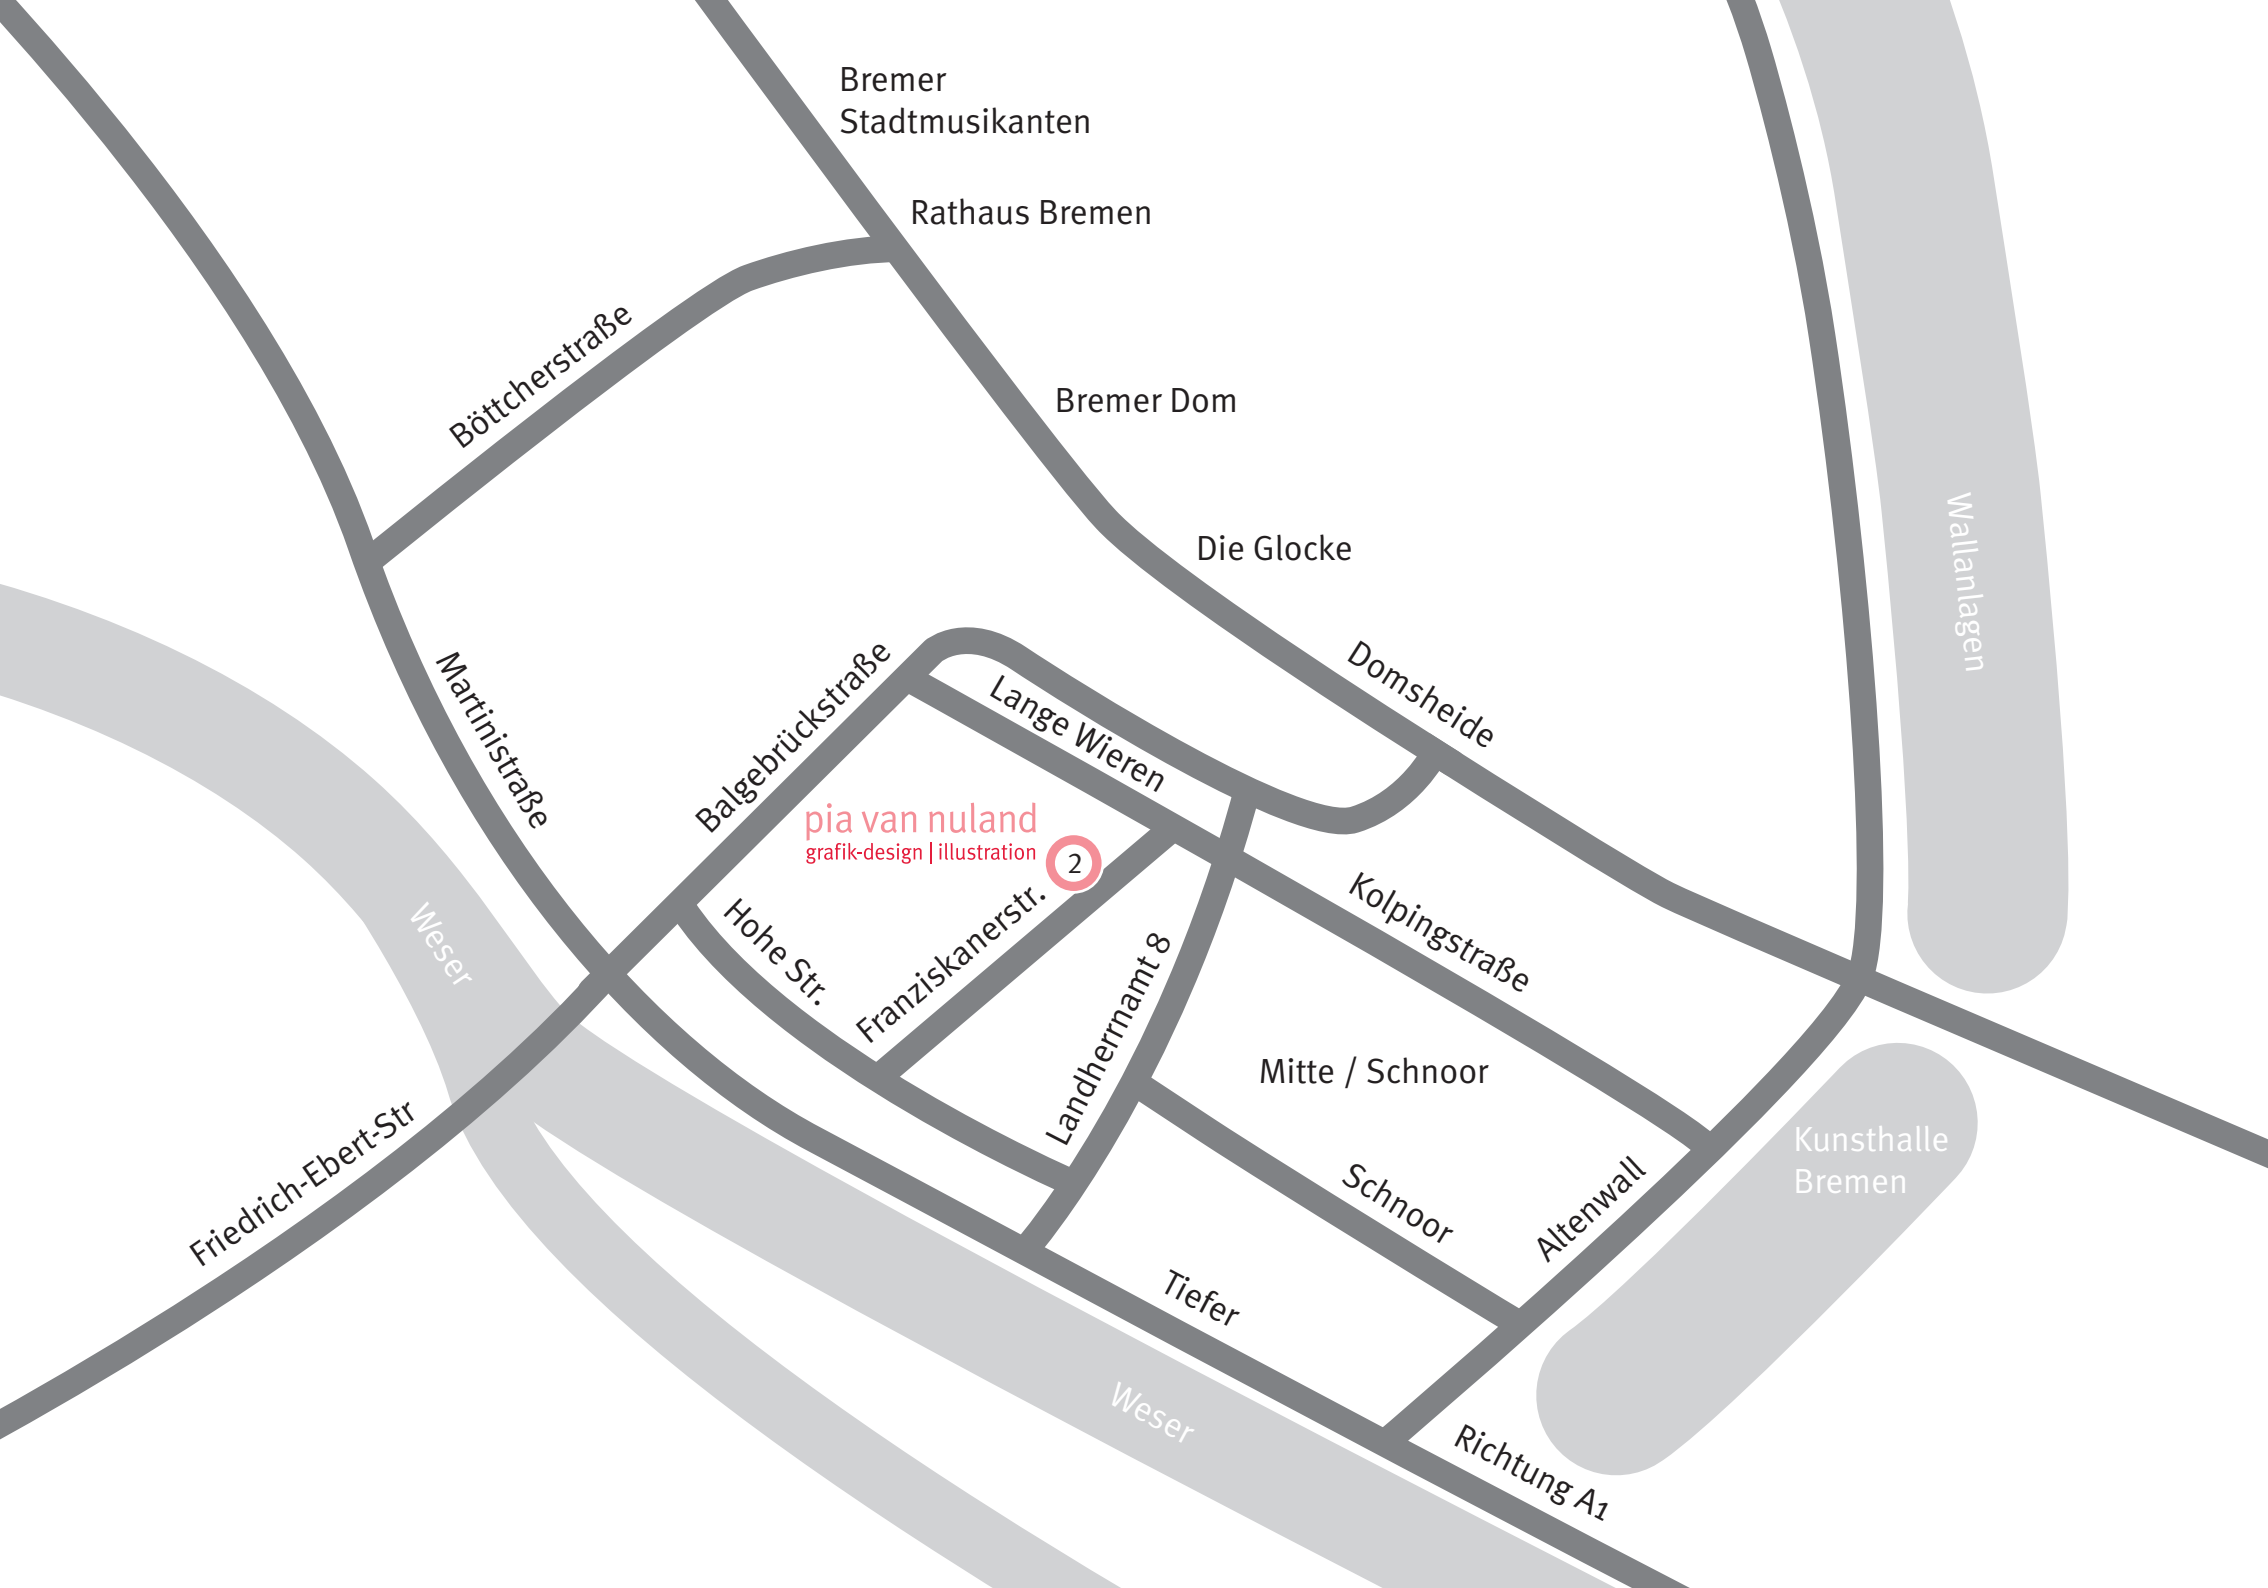 Bremer
Stadtmusikanten
Rathaus Bremen
Böttcherstraße
Bremer Dom
Die Glocke
Wallanlagen
Martinistraße
Balgebrückstraße
Lange Wieren
Domsheide
pia van nuland
grafik-design | illustration
2
Hohe Str.
Franziskanerstr.
Kolpingstraße
Weser
Landherrnamt 8
Mitte / Schnoor
Friedrich-Ebert-Str
Kunsthalle
Bremen
Schnoor
Altenwall
Tiefer
Weser
Richtung A1